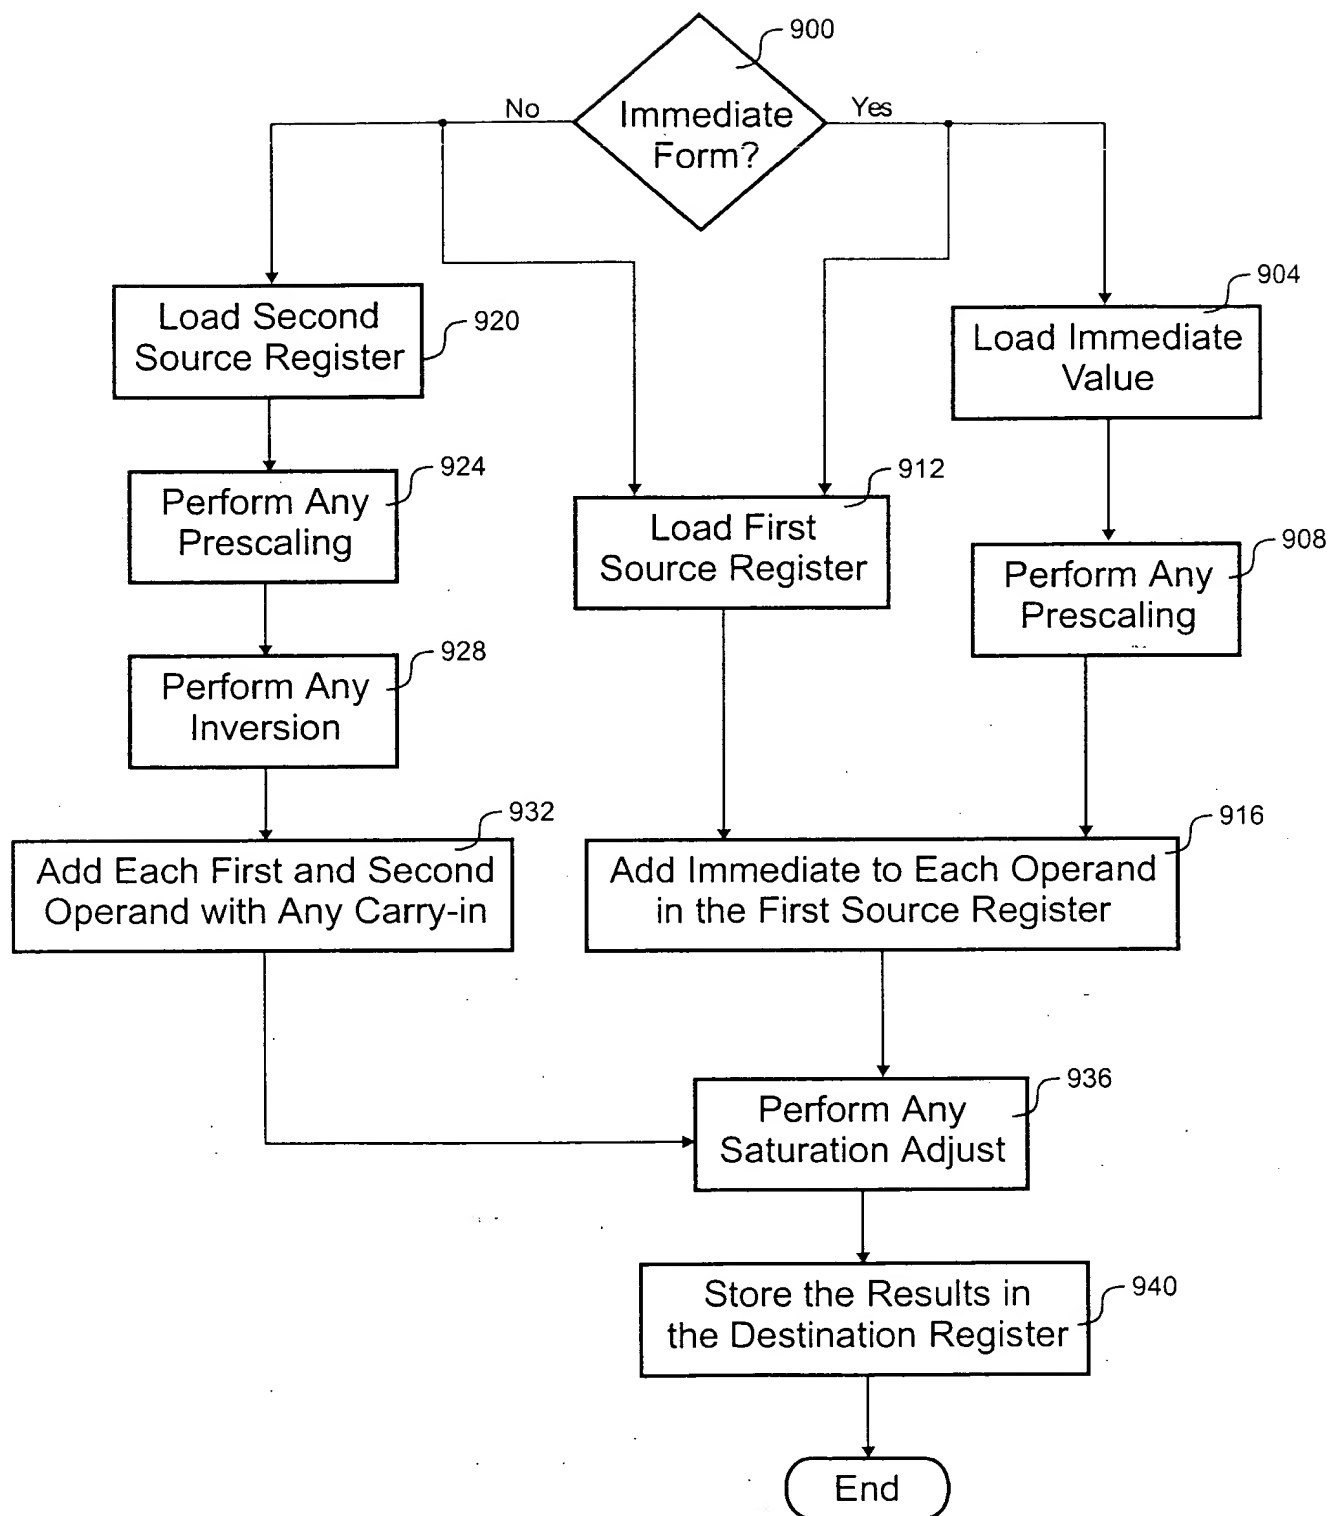 900
Immediate
Form?
No
Yes
904
Load Immediate
Value
Load Second
Source Register
920
924
Perform Any
Prescaling
912
Load First
Source Register
908
Perform Any
Prescaling
928
Perform Any
Inversion
932
Add Each First and Second
Operand with Any Carry-in
916
Add Immediate to Each Operand
in the First Source Register
936
Perform Any
Saturation Adjust
940
Store the Results in
the Destination Register
End